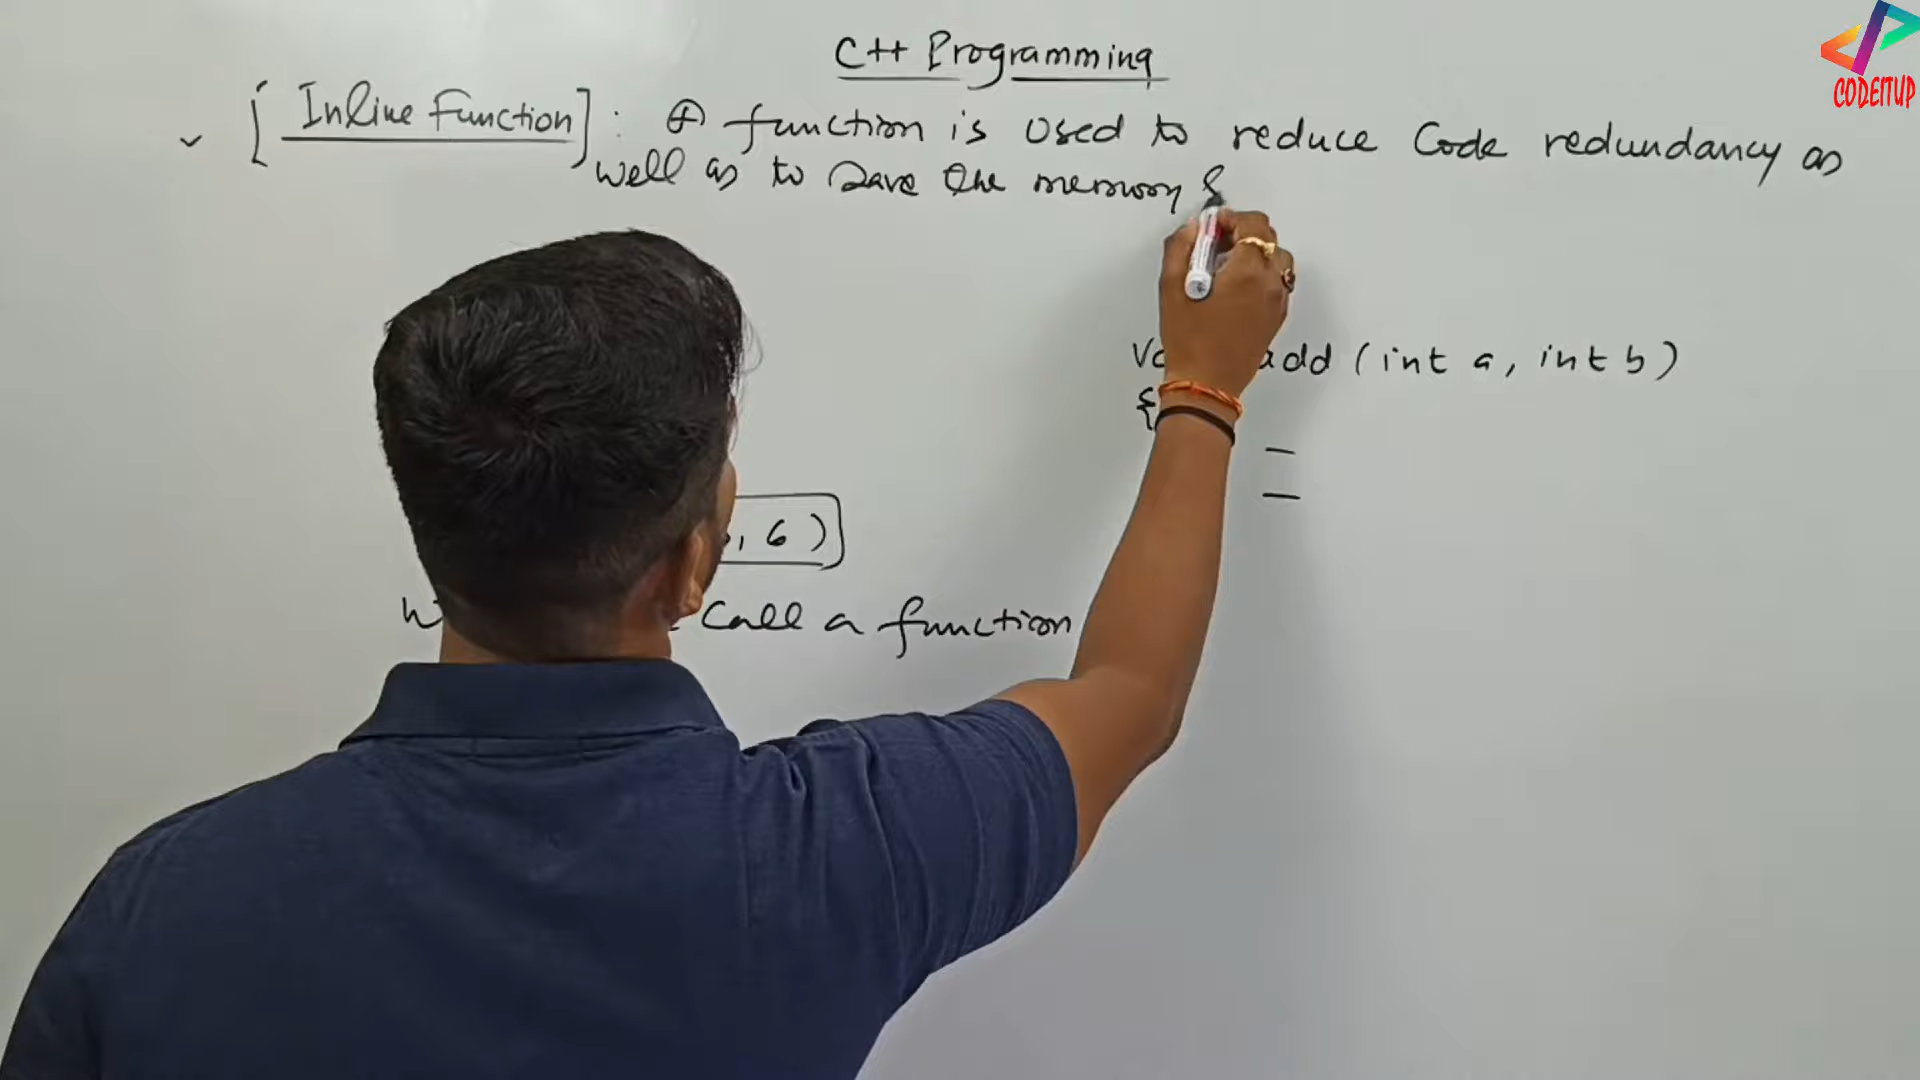 C++ Programming
[ Inline Function ] : A function is used to reduce Code redundancy as
well as to save the memory
add (int a, int b)
{
, 6 )
call a function
CODEITUP